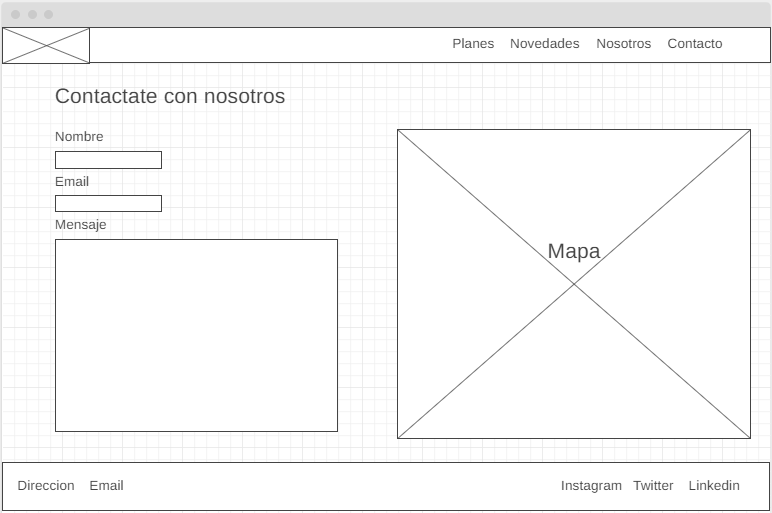 Planes Novedades Nosotros Contacto
Contactate con nosotros
Nombre
Email
Mensaje
Mapa
Direccion Email Instagram Twitter Linkedin